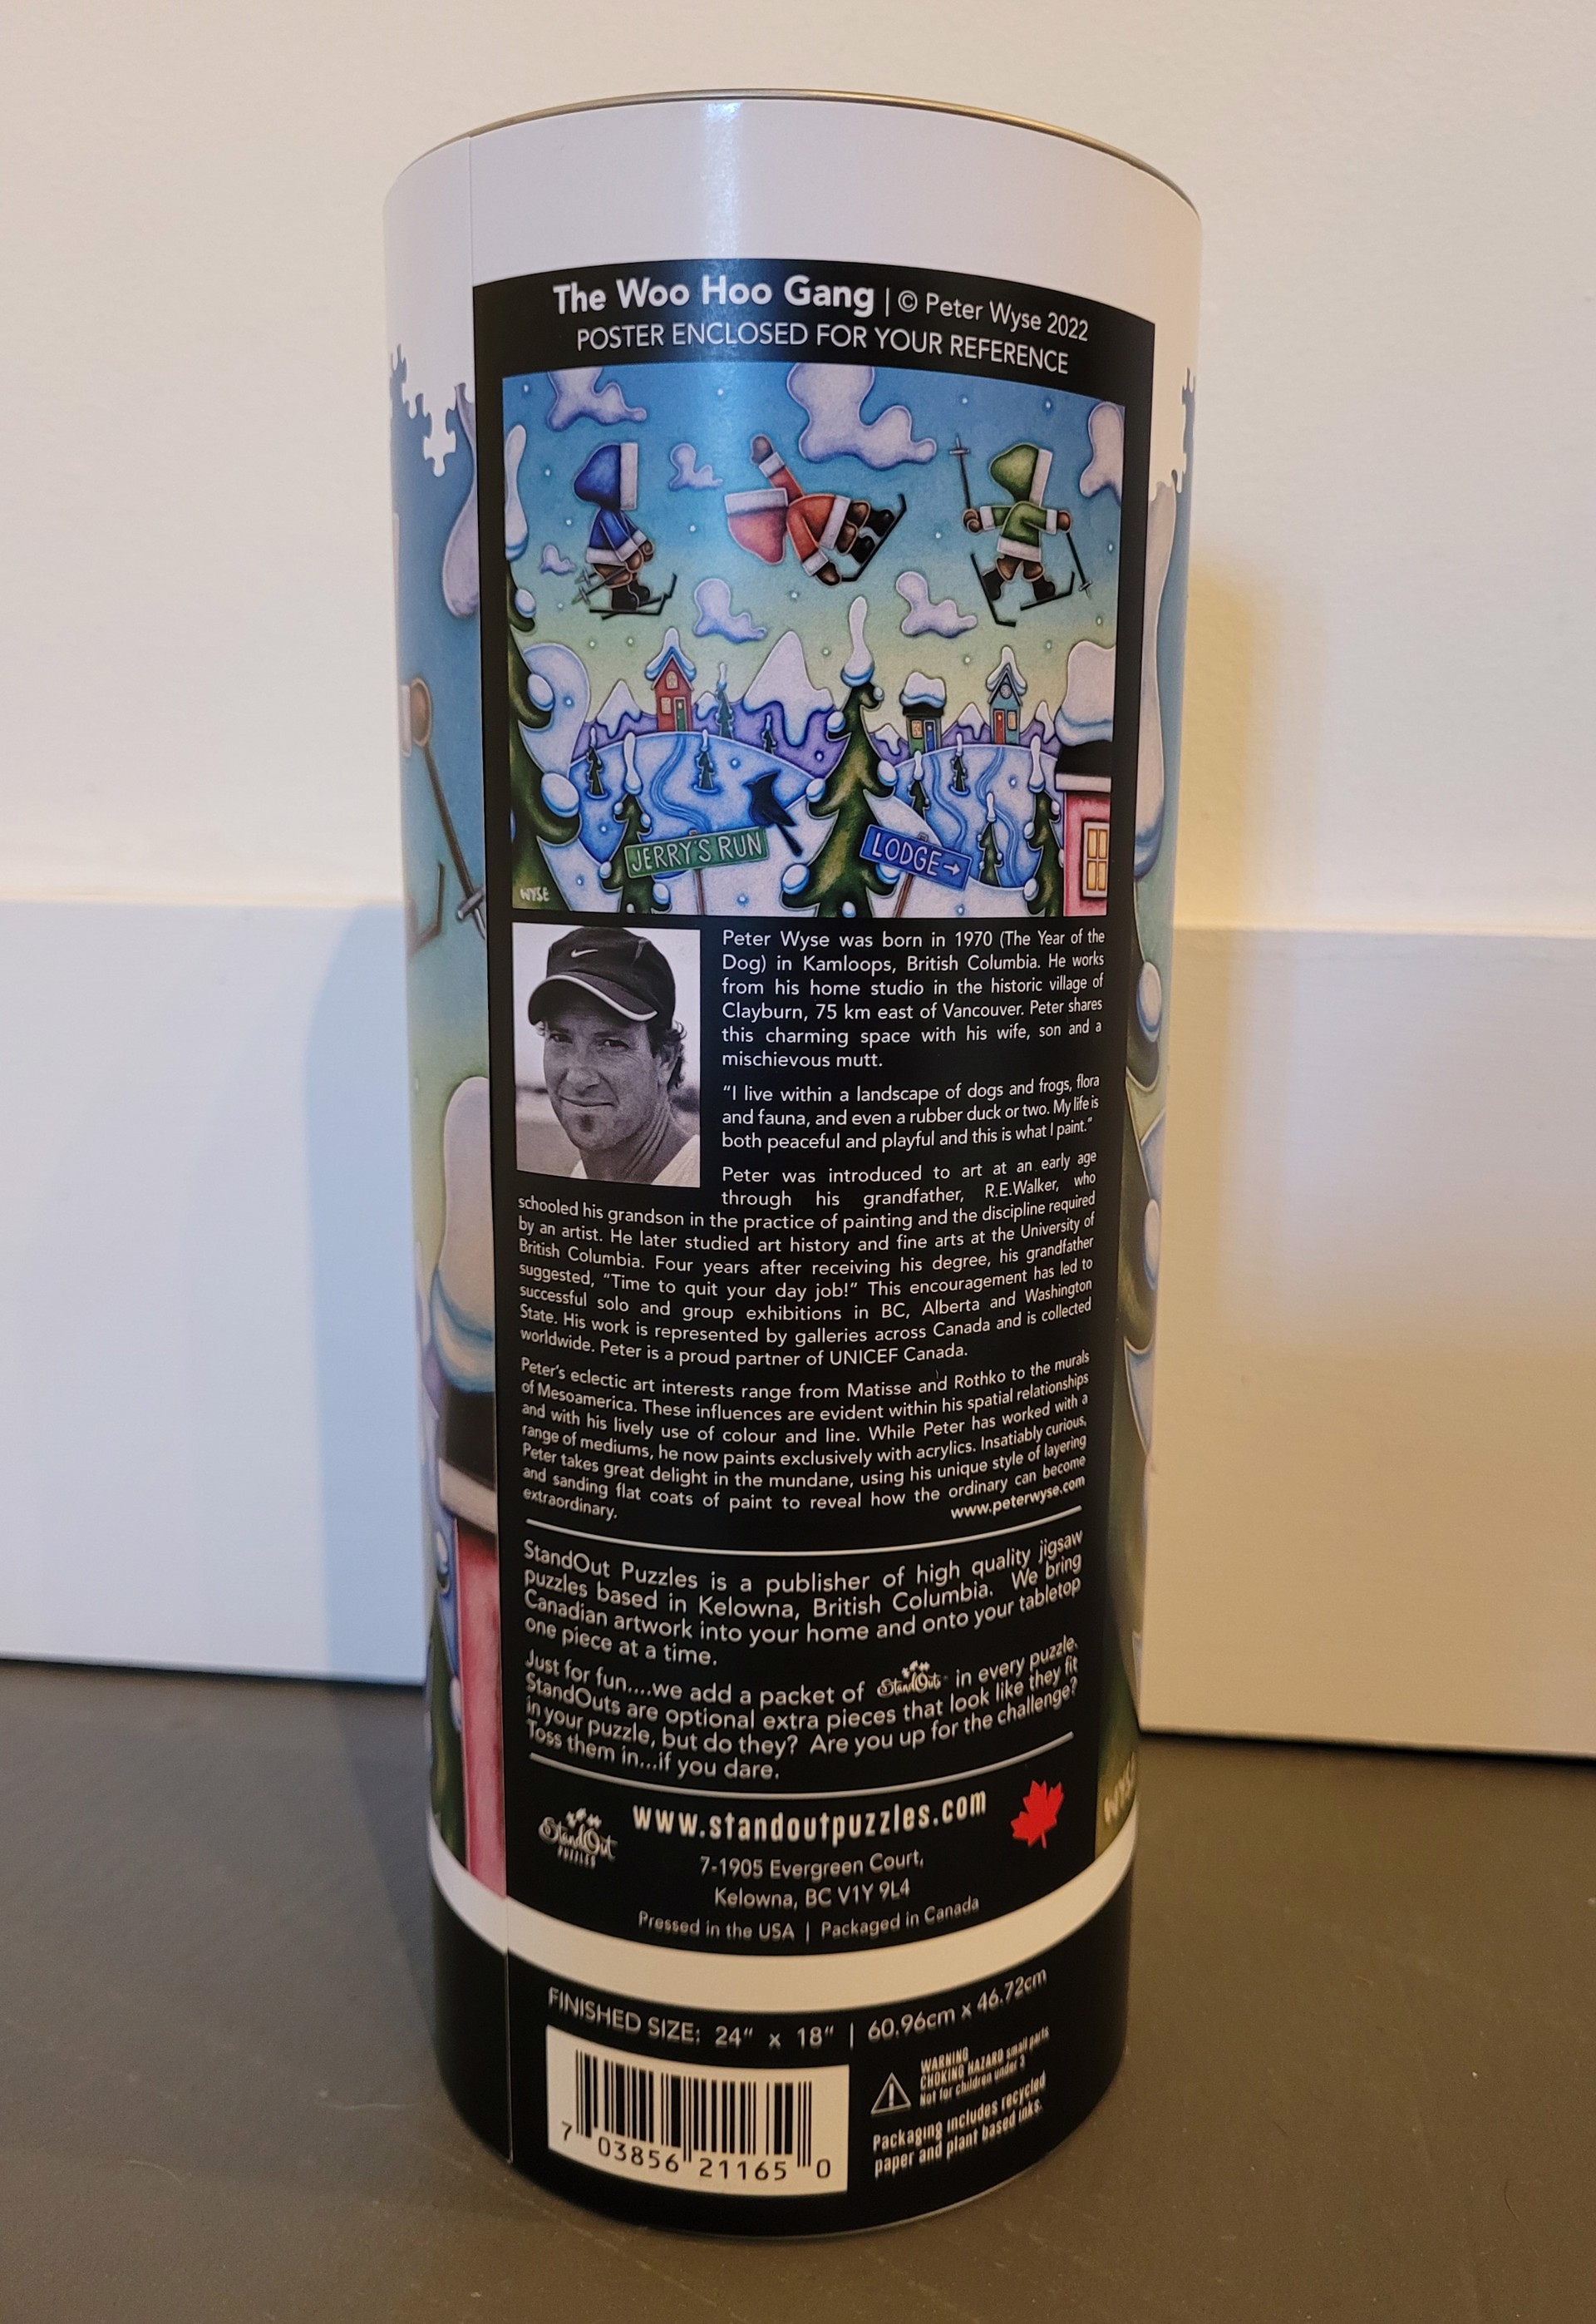 The Woo Hoo Gang | © Peter Wyse 2022
POSTER ENCLOSED FOR YOUR REFERENCE
JERRY'S RUN
LODGE→
WYSE
Peter Wyse was born in 1970 (The Year of the
Dog) in Kamloops, British Columbia. He works
from his home studio in the historic village of
Clayburn, 75 km east of Vancouver. Peter shares
this charming space with his wife, son and a
mischievous mutt.
"I live within a landscape of dogs and frogs, flora
and fauna, and even a rubber duck or two. My life is
both peaceful and playful and this is what I paint."
Peter was introduced to art at an early age
through his grandfather, R.E.Walker, who
schooled his grandson in the practice of painting and the discipline required
by an artist. He later studied art history and fine arts at the University of
British Columbia. Four years after receiving his degree, his grandfather
suggested, "Time to quit your day job!" This encouragement has led to
successful solo and group exhibitions in BC, Alberta and Washington
State. His work is represented by galleries across Canada and is collected
worldwide. Peter is a proud partner of UNICEF Canada.
Peter's eclectic art interests range from Matisse and Rothko to the murals
of Mesoamerica. These influences are evident within his spatial relationships
and with his lively use of colour and line. While Peter has worked with a
range of mediums, he now paints exclusively with acrylics. Insatiably curious,
Peter takes great delight in the mundane, using his unique style of layering
and sanding flat coats of paint to reveal how the ordinary can become
extraordinary. www.peterwyse.com
StandOut Puzzles is a publisher of high quality jigsaw
puzzles based in Kelowna, British Columbia. We bring
Canadian artwork into your home and onto your tabletop
one piece at a time.
Just for fun....we add a packet of StandOut in every puzzle.
StandOuts are optional extra pieces that look like they fit
in your puzzle, but do they? Are you up for the challenge?
Toss them in...if you dare.
StandOut
PUZZLES
www.standoutpuzzles.com
7-1905 Evergreen Court,
Kelowna, BC V1Y 9L4
Pressed in the USA | Packaged in Canada
WYSE
FINISHED SIZE: 24" x 18" | 60.96cm x 46.72cm
WARNING
CHOKING HAZARD small parts
Not for children under 3
Packaging includes recycled
paper and plant based inks.
7 03856 21165 0